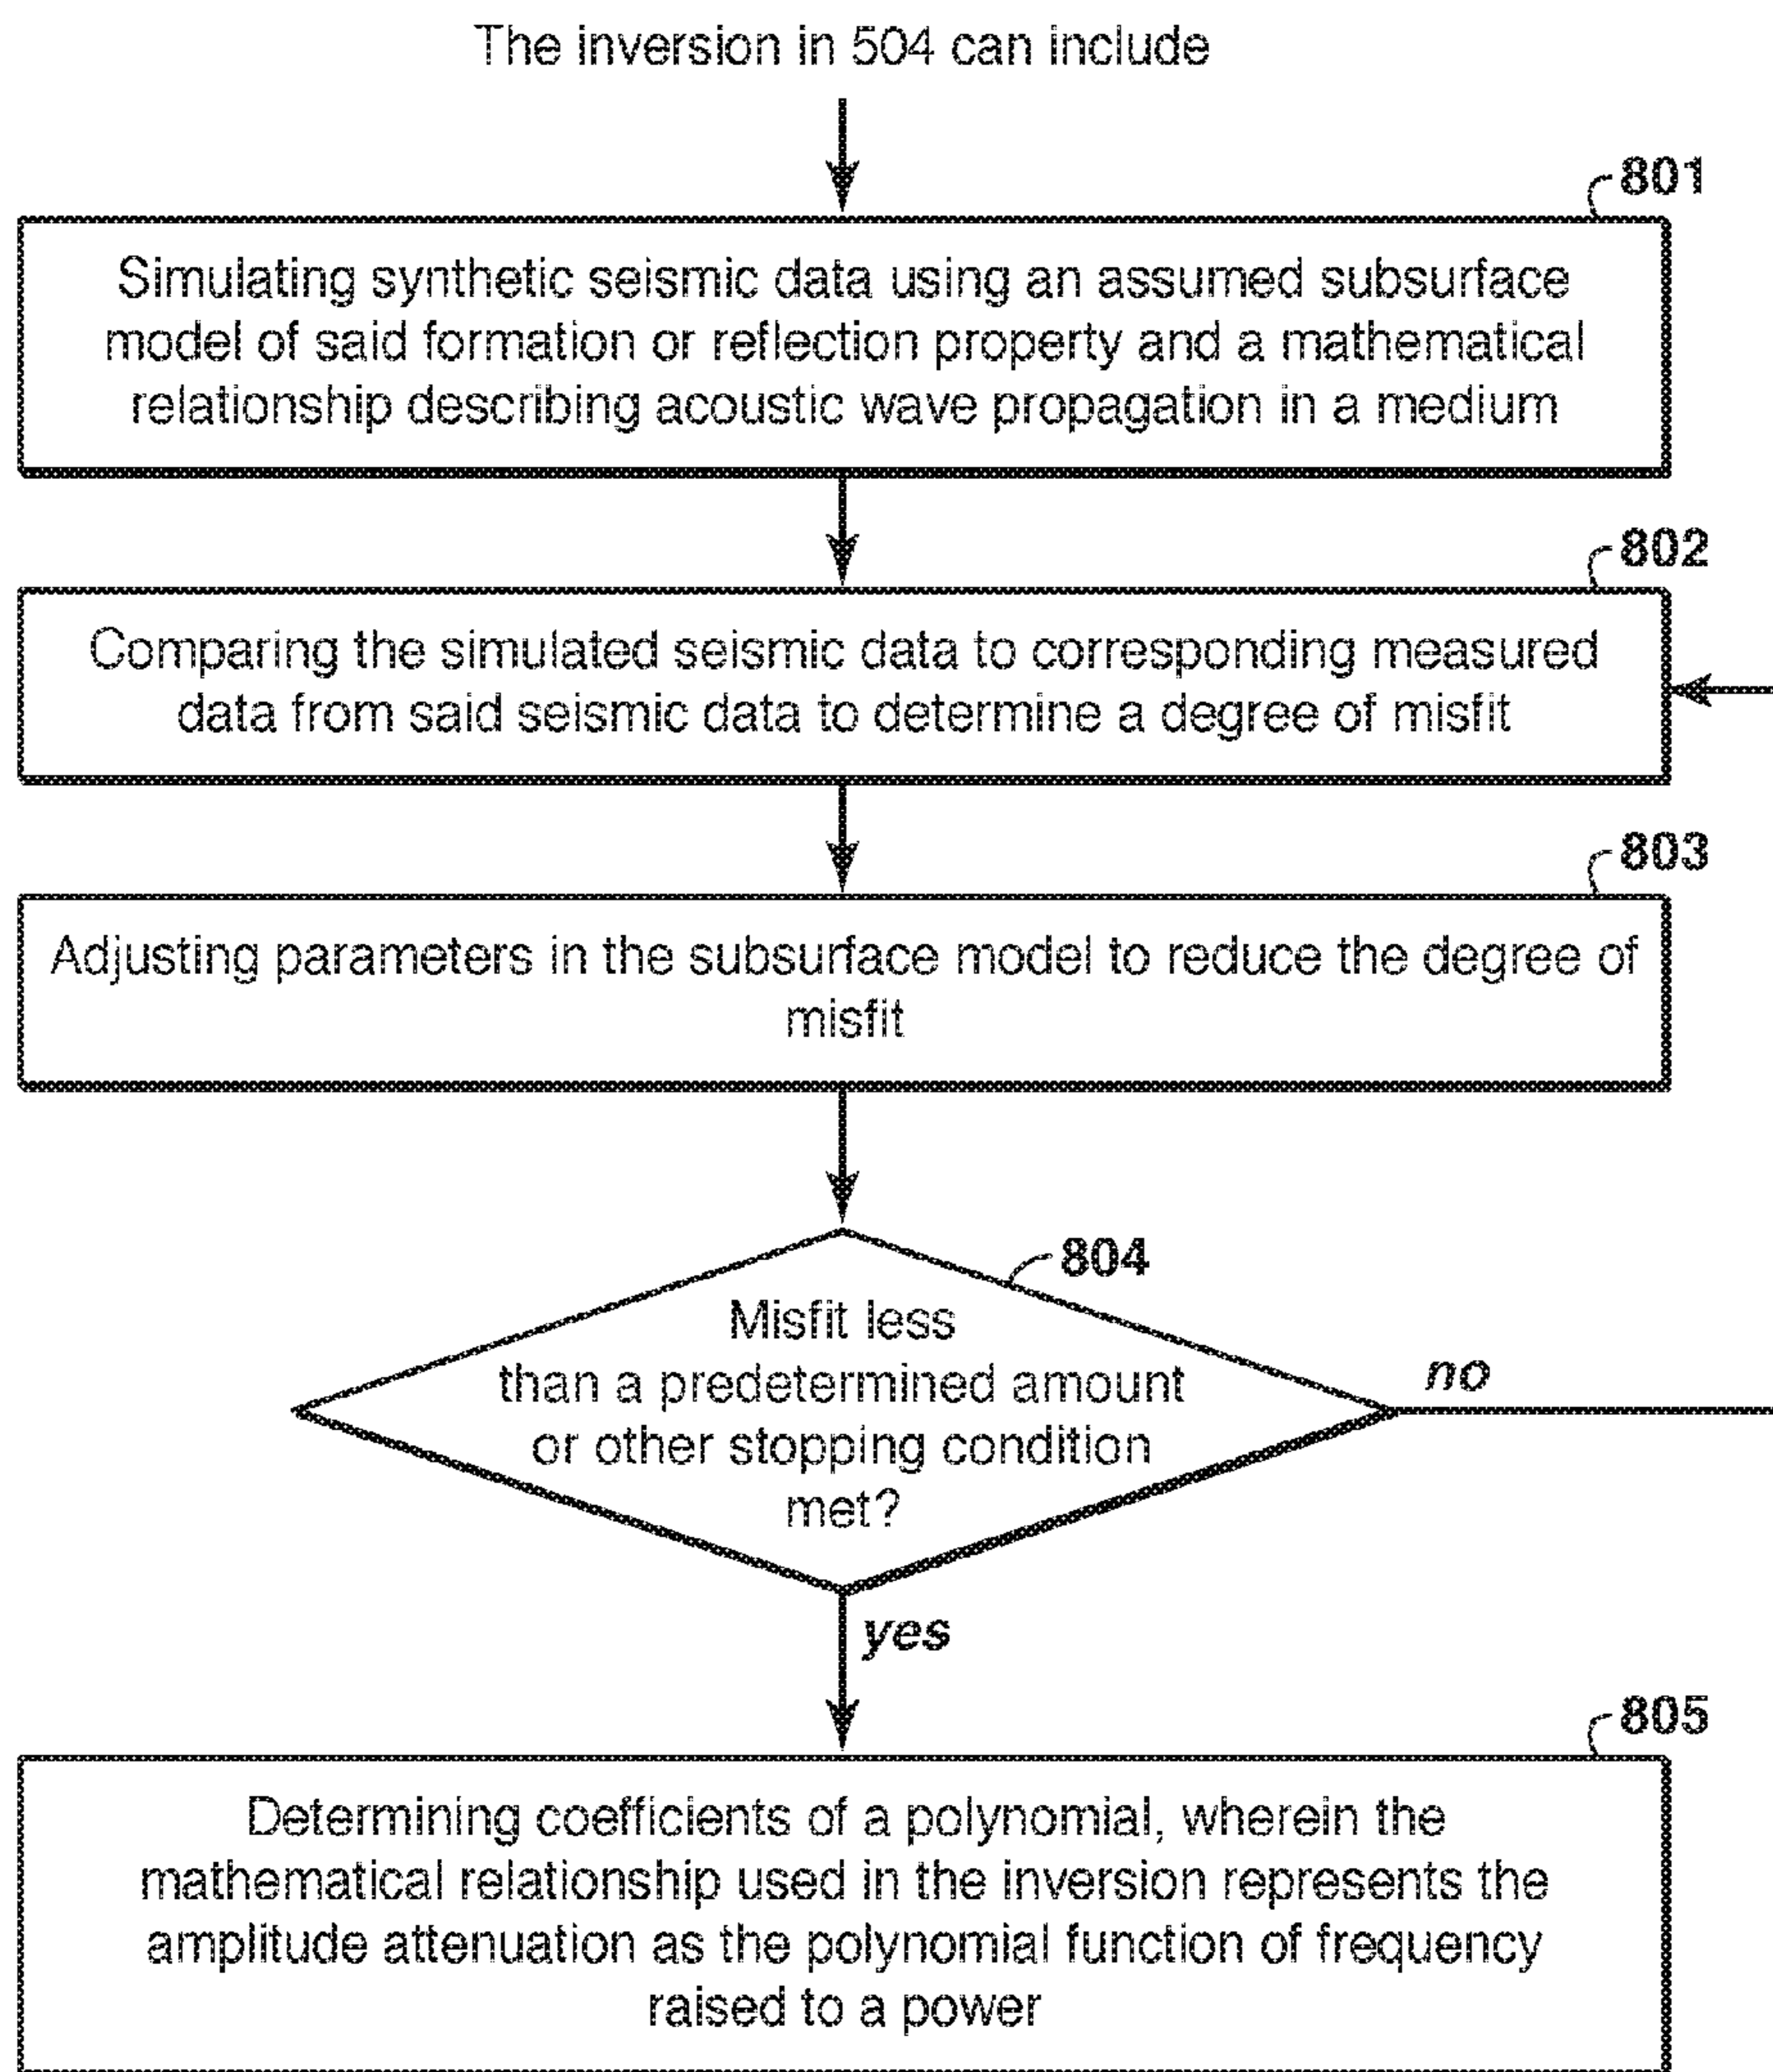 The inversion in 504 can include
801
Simulating synthetic seismic data using an assumed subsurface
model of said formation or reflection property and a mathematical
relationship describing acoustic wave propagation in a medium
802
Comparing the simulated seismic data to corresponding measured
data from said seismic data to determine a degree of misfit
803
Adjusting parameters in the subsurface model to reduce the degree of
misfit
804
Misfit less
than a predetermined amount
or other stopping condition
met?
no
yes
805
Determining coefficients of a polynomial, wherein the
mathematical relationship used in the inversion represents the
amplitude attenuation as the polynomial function of frequency
raised to a power